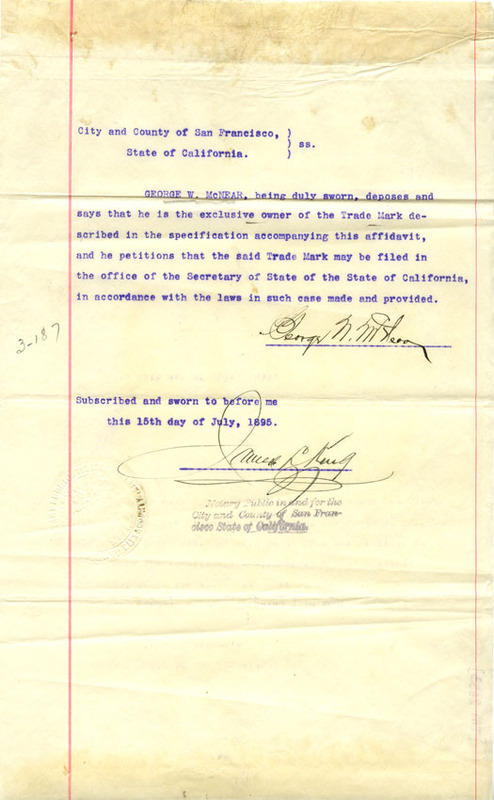 City and County of San Francisco, )
) ss.
State of California. )
GEORGE W. McNEAR, being duly sworn, deposes and
says that he is the exclusive owner of the Trade Mark de-
scribed in the specification accompanying this affidavit,
and he petitions that the said Trade Mark may be filed in
the office of the Secretary of State of the State of California,
in accordance with the laws in such case made and provided.
George W. McNear
3-187
Subscribed and sworn to before me
this 15th day of July, 1895.
James L. King
Notary Public in and for the
City and County of San Fran-
cisco State of California.